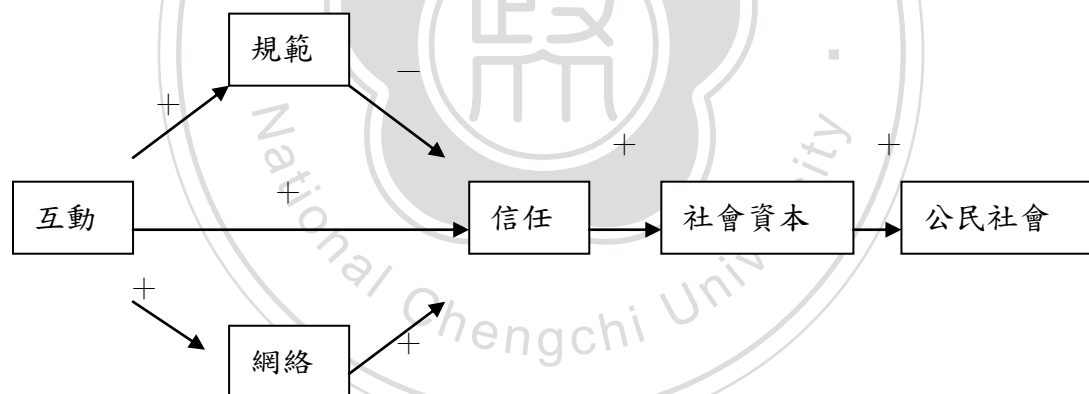 規範
－
＋
＋
＋
＋
互動
信任
社會資本
公民社會
＋
＋
網絡
政
National Chengchi University